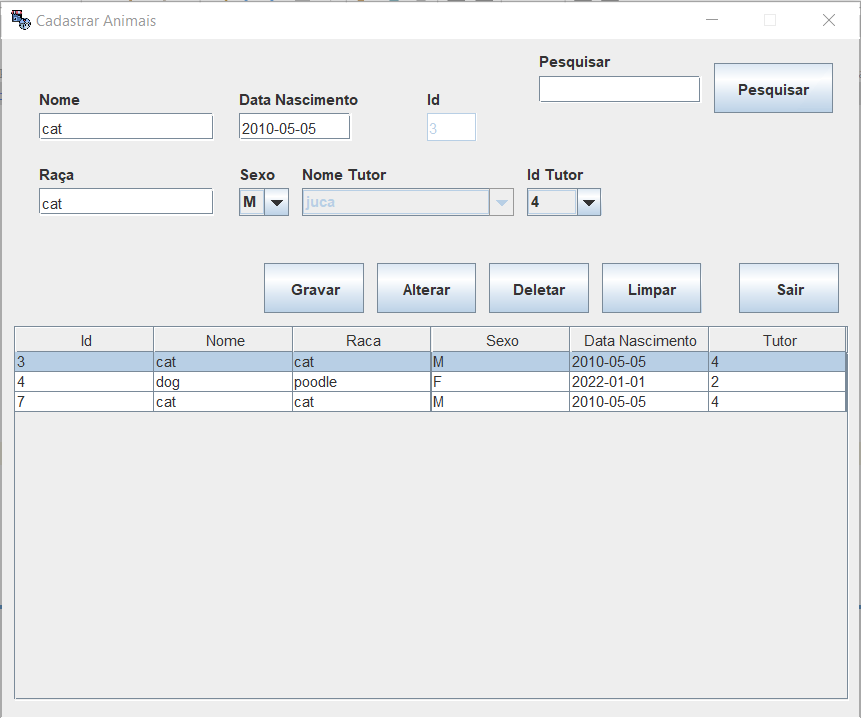 Cadastrar Animais
Pesquisar
Pesquisar
Nome Data Nascimento Id
cat 2010-05-05 3
Raça Sexo Nome Tutor Id Tutor
cat M juca 4
Gravar Alterar Deletar Limpar Sair
Id Nome Raca Sexo Data Nascimento Tutor
3 cat cat M 2010-05-05 4
4 dog poodle F 2022-01-01 2
7 cat cat M 2010-05-05 4